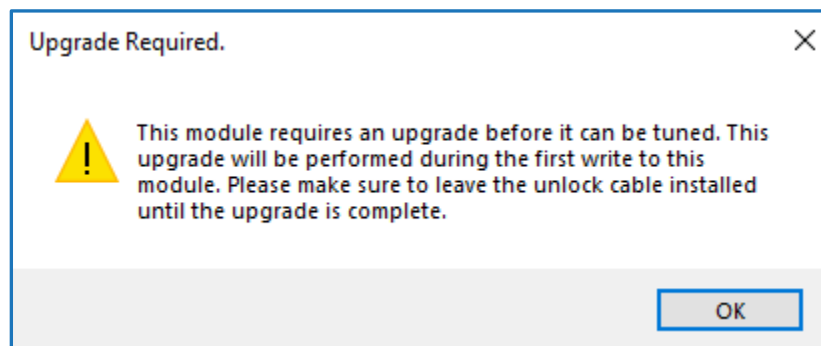 Upgrade Required.
This module requires an upgrade before it can be tuned. This
upgrade will be performed during the first write to this
module. Please make sure to leave the unlock cable installed
until the upgrade is complete.
OK